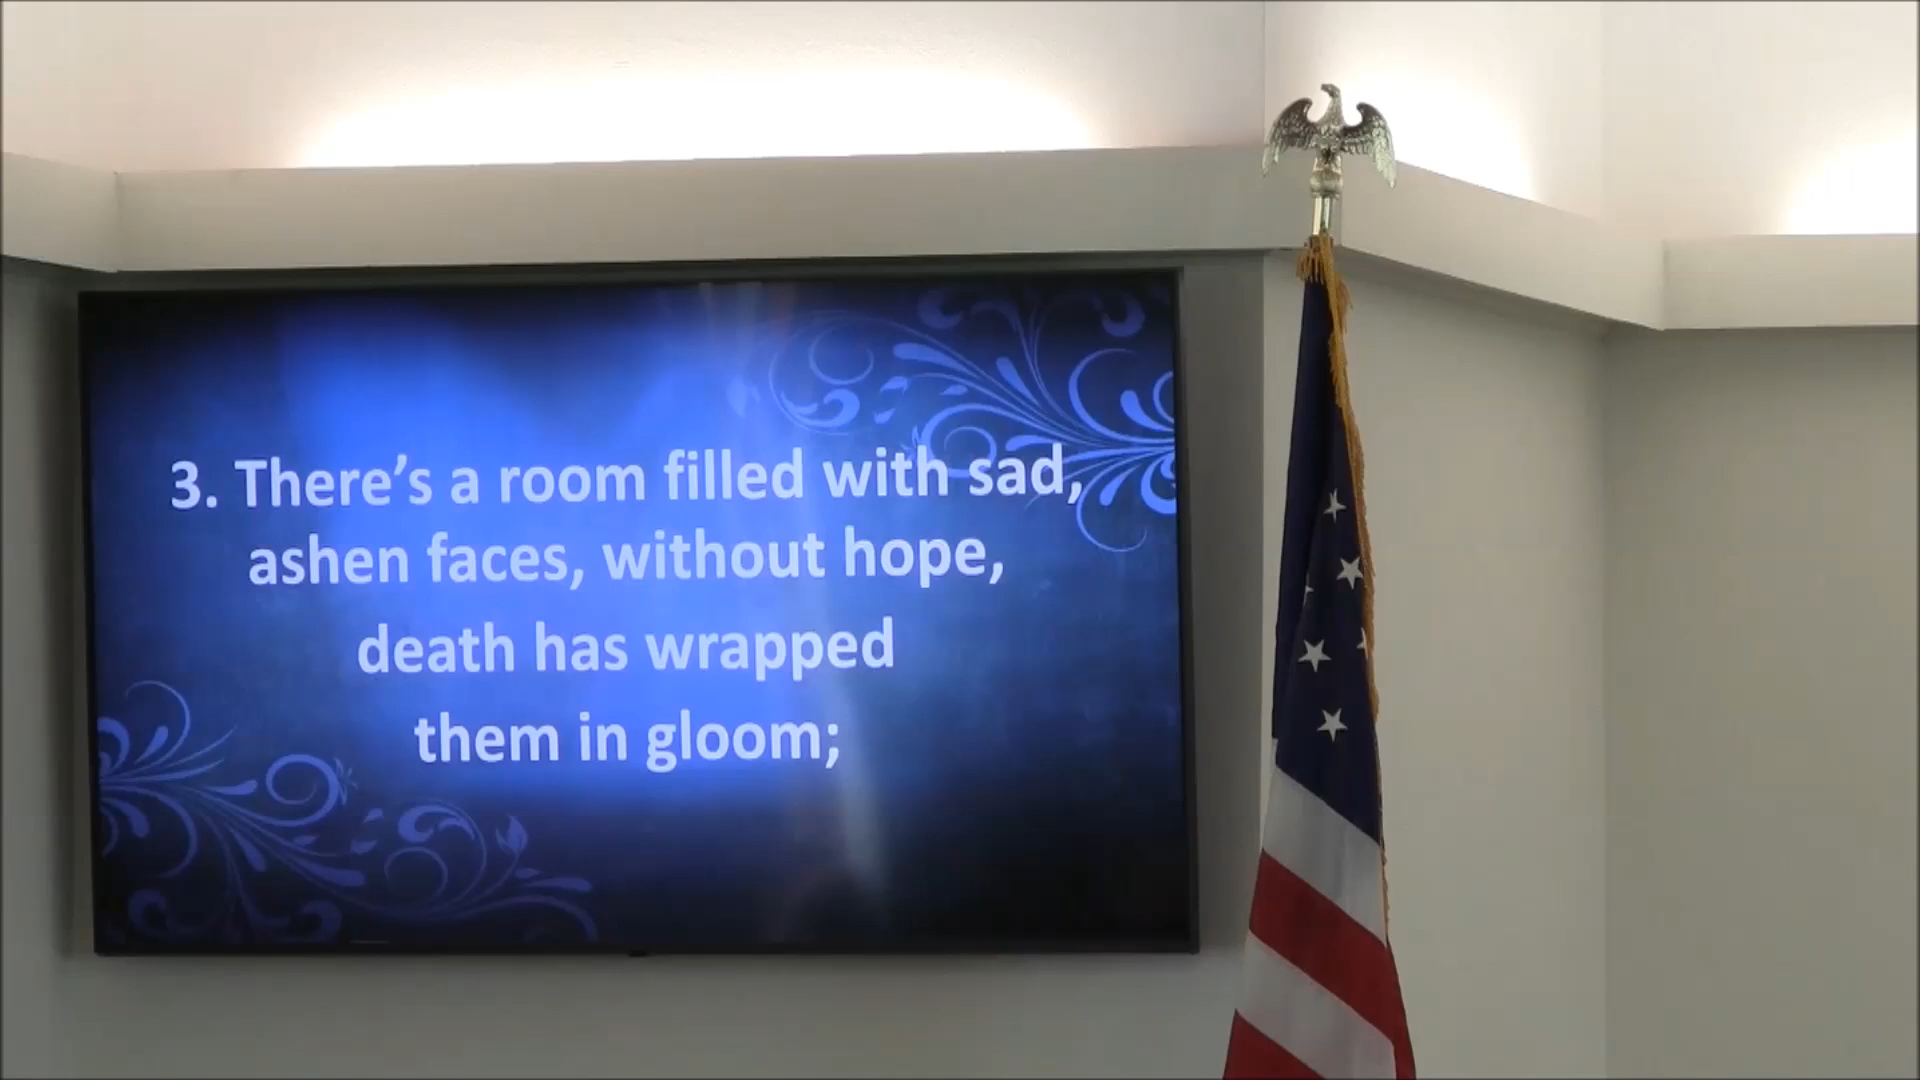 3. There's a room filled with sad,
ashen faces, without hope,
death has wrapped
them in gloom;